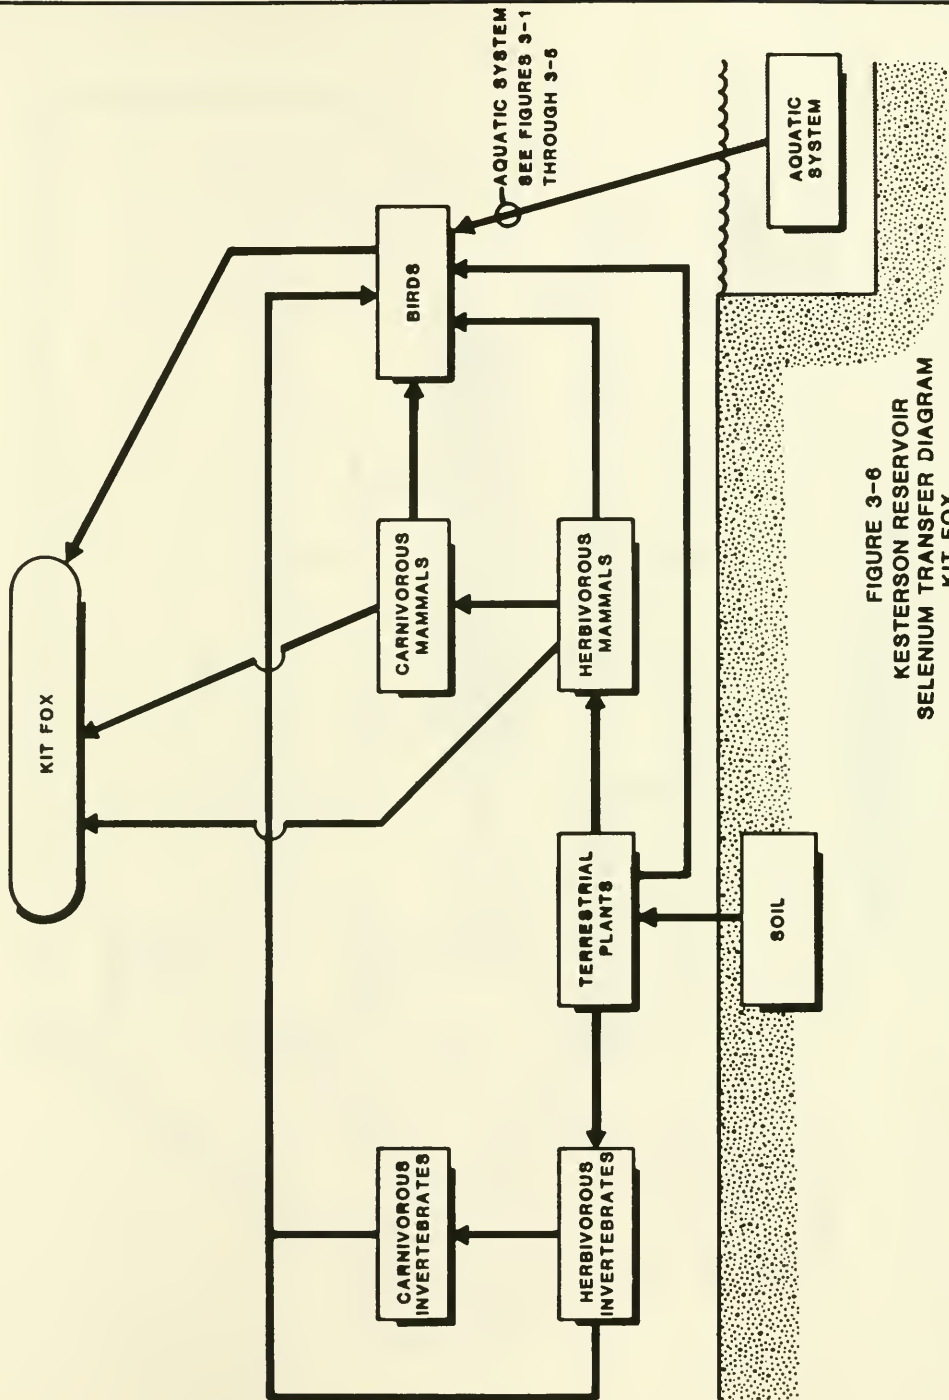 KIT FOX
AQUATIC SYSTEM
SEE FIGURES 3-1
THROUGH 3-5
BIRDS
CARNIVOROUS
MAMMALS
CARNIVOROUS
INVERTEBRATES
HERBIVOROUS
MAMMALS
TERRESTRIAL
PLANTS
HERBIVOROUS
INVERTEBRATES
AQUATIC
SYSTEM
SOIL
FIGURE 3-6
KESTERSON RESERVOIR
SELENIUM TRANSFER DIAGRAM
KIT FOX